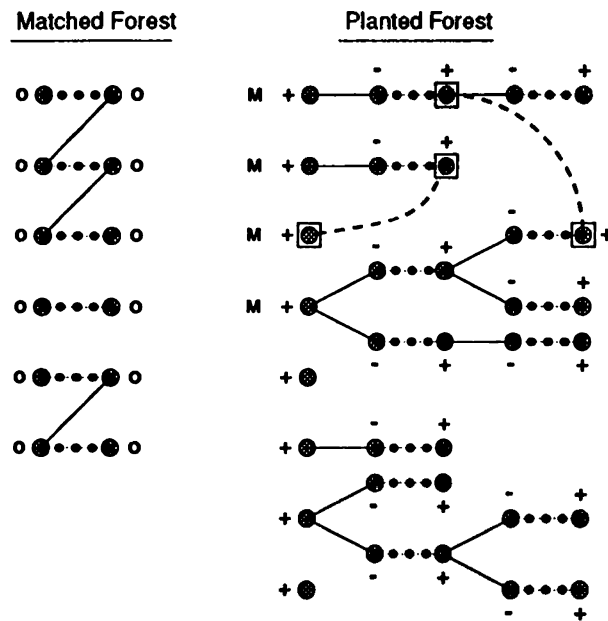 Matched Forest Planted Forest
- + - +
O O M +
- +
O O M +
-
O O M + +
- +
- +
O O M +
- + - +
O O +
- +
O O +
- + - +
+
- +
+
- +